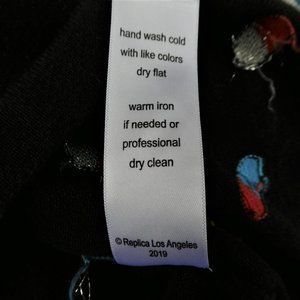 hand wash cold
with like colors
dry flat
warm iron
if needed or
professional
dry clean
© Replica Los Angeles
2019